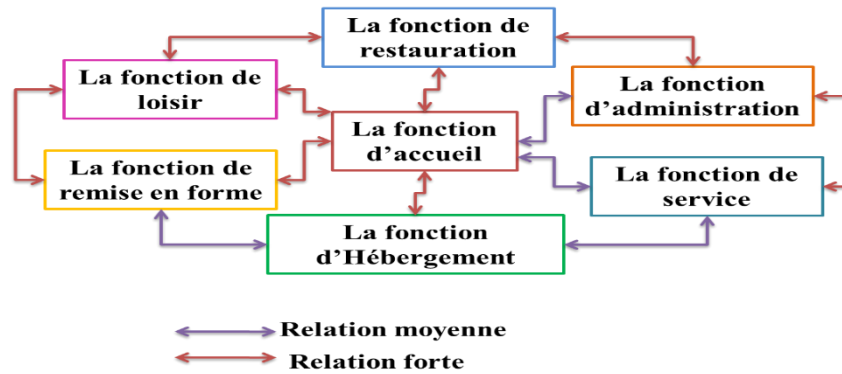 La fonction de
restauration
La fonction de
loisir
La fonction
d’administration
La fonction
d’accueil
La fonction de
remise en forme
La fonction de
service
La fonction
d’Hébergement
Relation moyenne
Relation forte